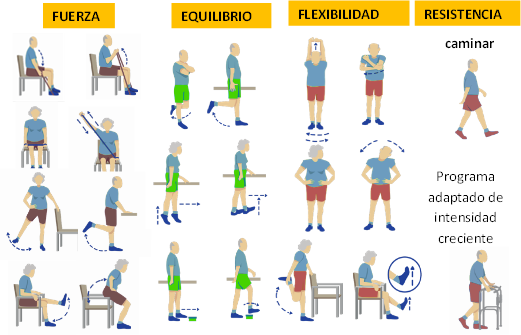 FUERZA
EQUILIBRIO
FLEXIBILIDAD
RESISTENCIA
caminar
Programa
adaptado de
intensidad
creciente